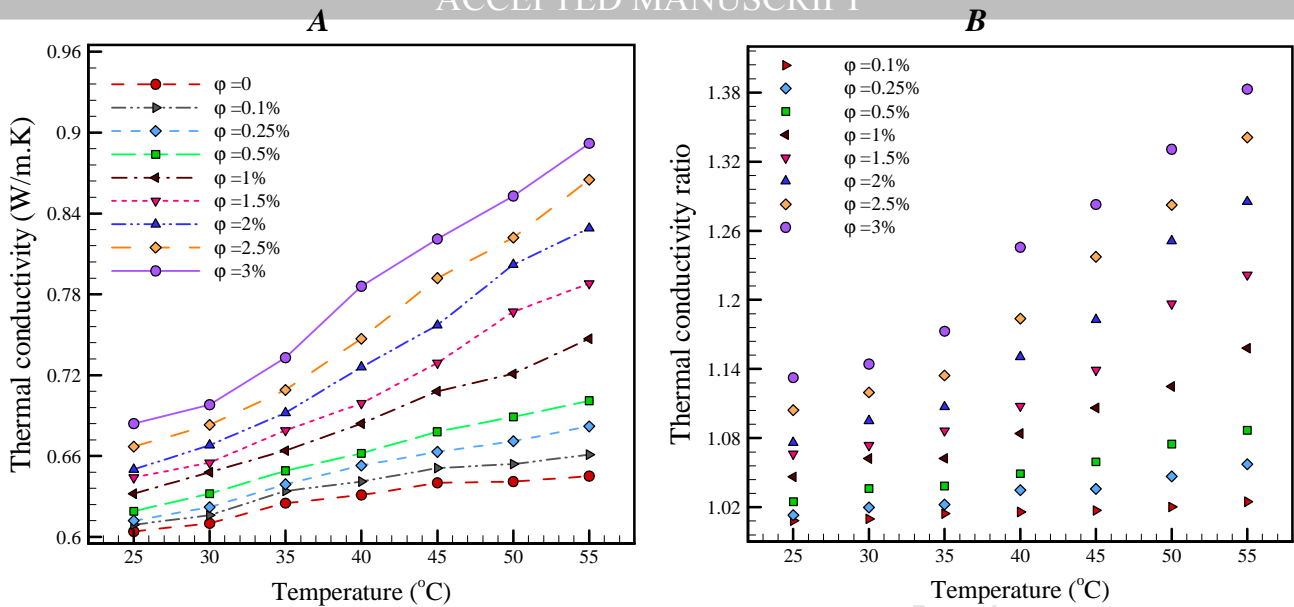 ACCEPTED MANUSCRIPT
A
Thermal conductivity (W/m.K)
0.96
0.9
0.84
0.78
0.72
0.66
0.6
φ =0
φ =0.1%
φ =0.25%
φ =0.5%
φ =1%
φ =1.5%
φ =2%
φ =2.5%
φ =3%
25 30 35 40 45 50 55
Temperature (°C)
B
Thermal conductivity ratio
1.38
1.32
1.26
1.2
1.14
1.08
1.02
φ =0.1%
φ =0.25%
φ =0.5%
φ =1%
φ =1.5%
φ =2%
φ =2.5%
φ =3%
25 30 35 40 45 50 55
Temperature (°C)